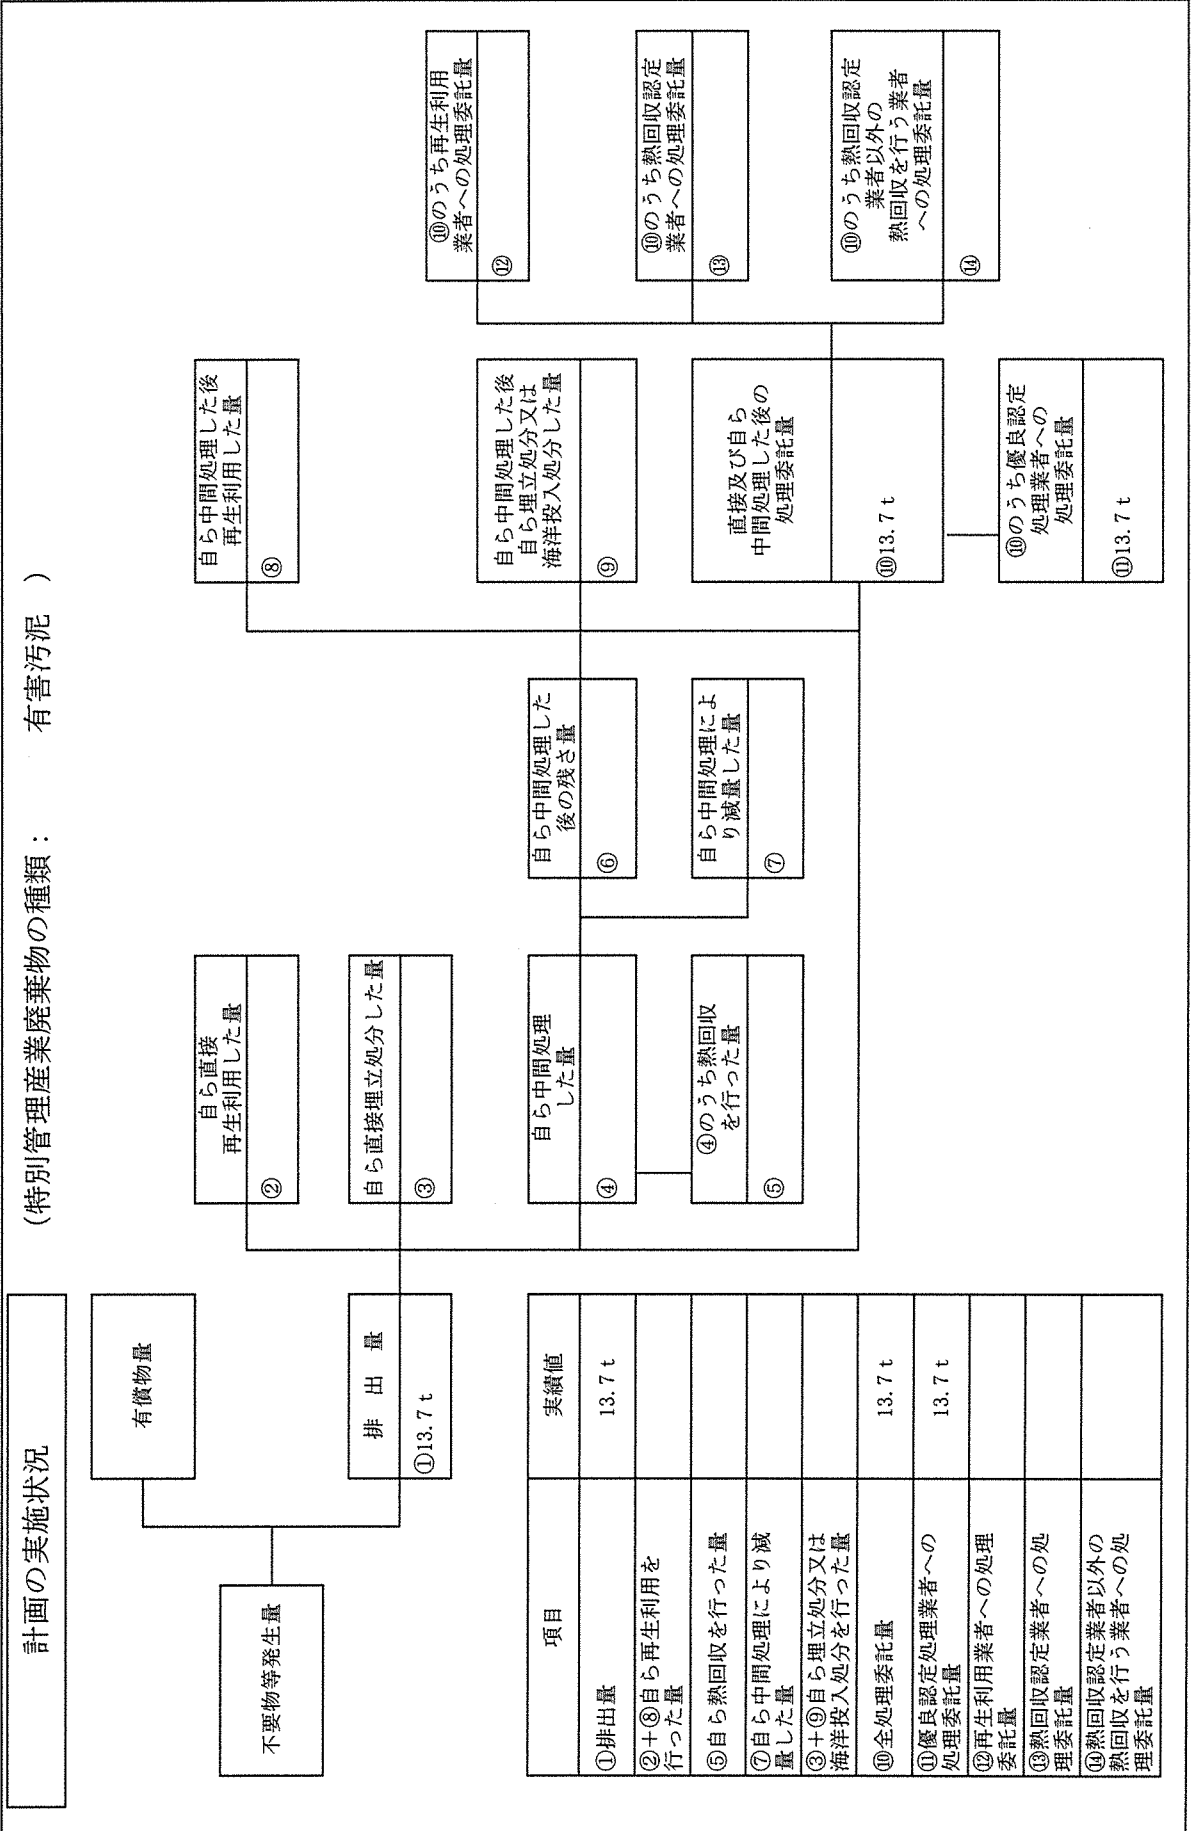 計画の実施状況
（特別管理産業廃棄物の種類： 有害汚泥 ）
不要物等発生量
有償物量
排 出 量
①13.7ｔ
自ら直接
再生利用した量
②
自ら直接埋立処分した量
③
自ら中間処理
した量
④
④のうち熱回収
を行った量
⑤
自ら中間処理した
後の残さ量
⑥
自ら中間処理によ
り減量した量
⑦
自ら中間処理した後
再生利用した量
⑧
自ら中間処理した後
自ら埋立処分又は
海洋投入処分した量
⑨
直接及び自ら
中間処理した後の
処理委託量
⑩13.7ｔ
⑩のうち優良認定
処理業者への
処理委託量
⑪13.7ｔ
⑩のうち再生利用
業者への処理委託量
⑫
⑩のうち熱回収認定
業者への処理委託量
⑬
⑩のうち熱回収認定
業者以外の
熱回収を行う業者
への処理委託量
⑭
項目 実績値
①排出量 13.7ｔ
②＋⑧自ら再生利用を
行った量
⑤自ら熱回収を行った量
⑦自ら中間処理により減
量した量
③＋⑨自ら埋立処分又は
海洋投入処分を行った量
⑩全処理委託量 13.7ｔ
⑪優良認定処理業者への
処理委託量 13.7ｔ
⑫再生利用業者への処理
委託量
⑬熱回収認定業者への処
理委託量
⑭熱回収認定業者以外の
熱回収を行う業者への処
理委託量